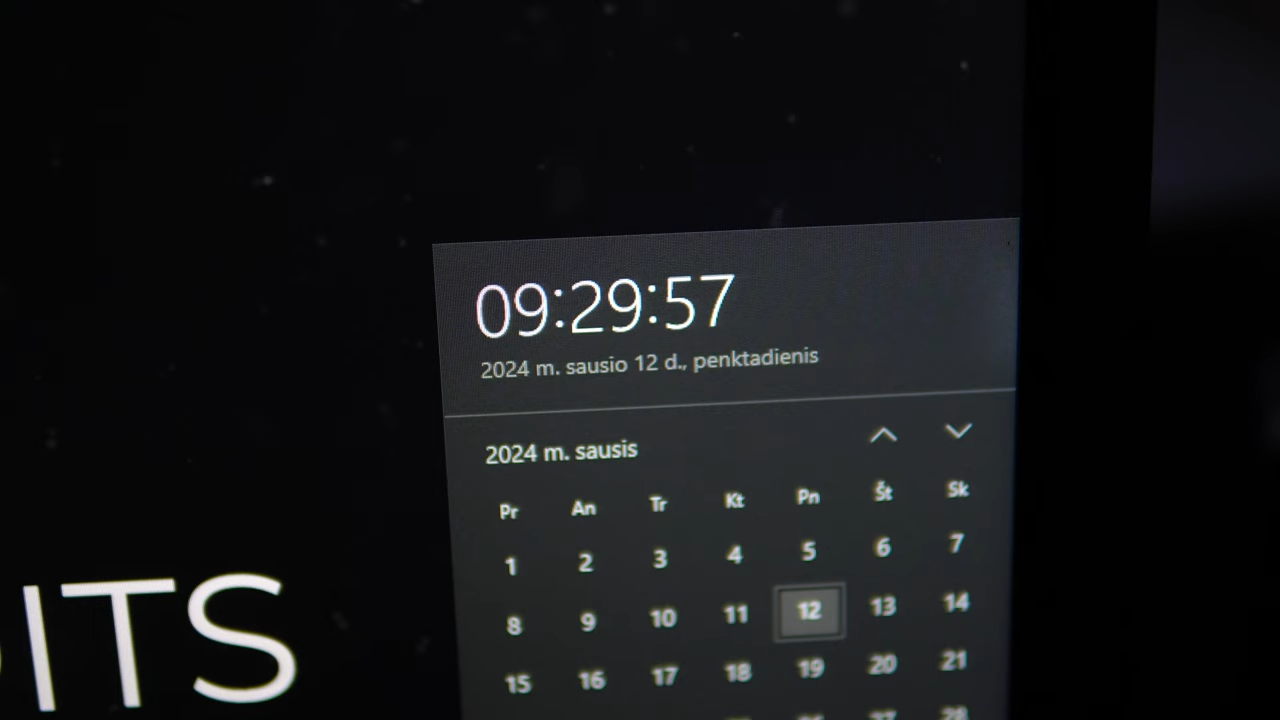 09:29:57
2024 m. sausio 12 d., penktadienis
2024 m. sausis
Pr An Tr Kt Pn Št Sk
1 2 3 4 5 6 7
8 9 10 11 12 13 14
15 16 17 18 19 20 21
ITS